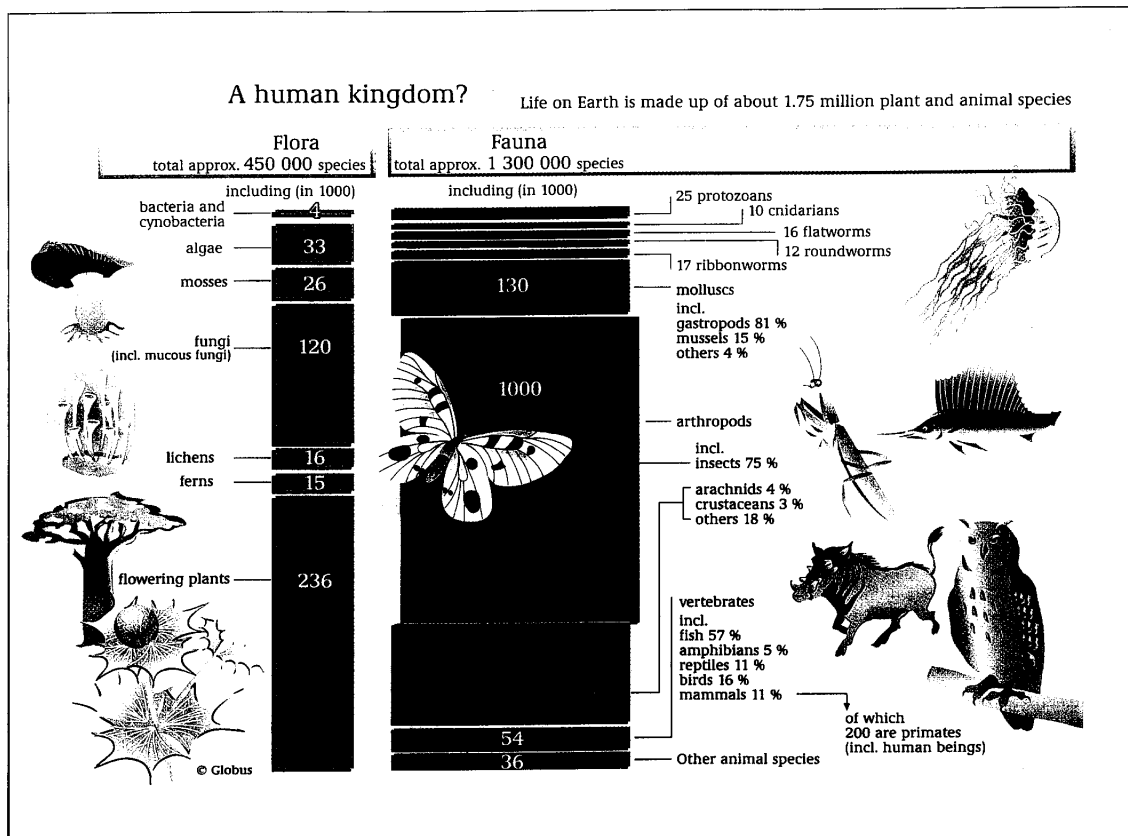 A human kingdom?
Life on Earth is made up of about 1.75 million plant and animal species
Flora
total approx. 450 000 species
Fauna
total approx. 1 300 000 species
including (in 1000)
bacteria and
cynobacteria
4
algae
33
mosses
26
fungi
(incl. mucous fungi)
120
lichens
16
ferns
15
flowering plants
236
© Globus
including (in 1000)
25 protozoans
10 cnidarians
16 flatworms
12 roundworms
17 ribbonworms
130
molluscs
incl.
gastropods 81 %
mussels 15 %
others 4 %
1000
arthropods
incl.
insects 75 %
arachnids 4 %
crustaceans 3 %
others 18 %
vertebrates
incl.
fish 57 %
amphibians 5 %
reptiles 11 %
birds 16 %
mammals 11 %
of which
200 are primates
(incl. human beings)
54
36
Other animal species